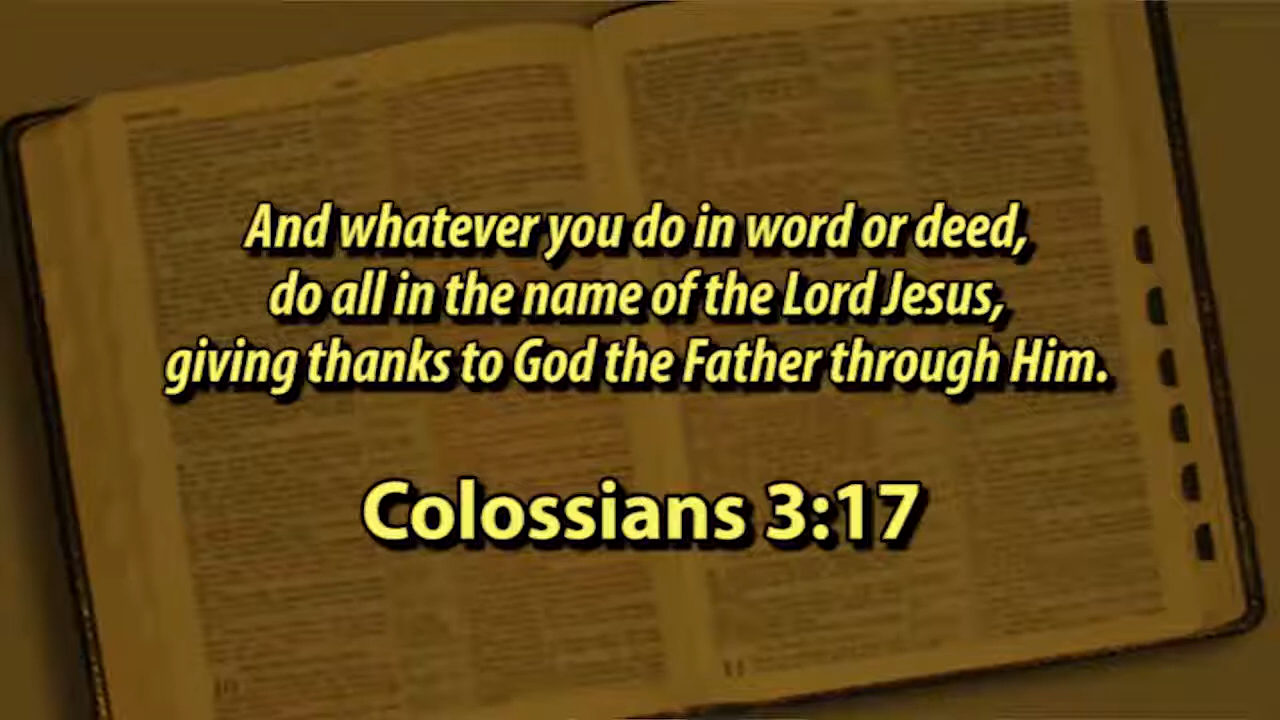 And whatever you do in word or deed,
do all in the name of the Lord Jesus,
giving thanks to God the Father through Him.
Colossians 3:17